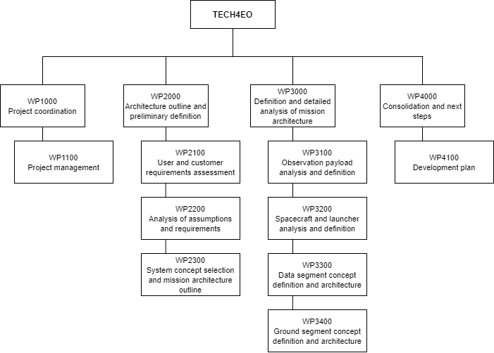 TECH4EO
WP1000
Project coordination
WP1100
Project management
WP2000
Architecture outline and
preliminary definition
WP2100
User and customer
requirements assessment
WP2200
Analysis of assumptions
and requirements
WP2300
System concept selection
and mission architecture
outline
WP3000
Definition and detailed
analysis of mission
architecture
WP3100
Observation payload
analysis and definition
WP3200
Spacecraft and launcher
analysis and definition
WP3300
Data segment concept
definition and architecture
WP3400
Ground segment concept
definition and architecture
WP4000
Consolidation and next
steps
WP4100
Development plan